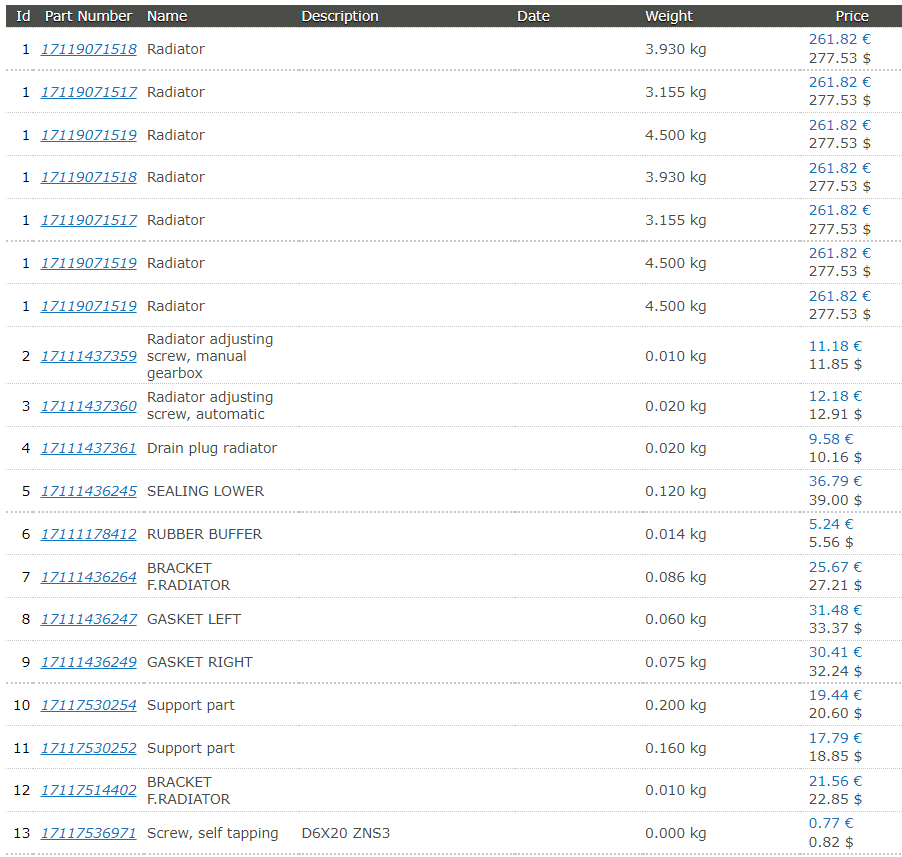 Id Part Number Name Description Date Weight Price
1 17119071518 Radiator 3.930 kg 261.82 €
277.53 $
1 17119071517 Radiator 3.155 kg 261.82 €
277.53 $
1 17119071519 Radiator 4.500 kg 261.82 €
277.53 $
1 17119071518 Radiator 3.930 kg 261.82 €
277.53 $
1 17119071517 Radiator 3.155 kg 261.82 €
277.53 $
1 17119071519 Radiator 4.500 kg 261.82 €
277.53 $
1 17119071519 Radiator 4.500 kg 261.82 €
277.53 $
2 17111437359 Radiator adjusting
screw, manual
gearbox 0.010 kg 11.18 €
11.85 $
3 17111437360 Radiator adjusting
screw, automatic 0.020 kg 12.18 €
12.91 $
4 17111437361 Drain plug radiator 0.020 kg 9.58 €
10.16 $
5 17111436245 SEALING LOWER 0.120 kg 36.79 €
39.00 $
6 17111178412 RUBBER BUFFER 0.014 kg 5.24 €
5.56 $
7 17111436264 BRACKET
F.RADIATOR 0.086 kg 25.67 €
27.21 $
8 17111436247 GASKET LEFT 0.060 kg 31.48 €
33.37 $
9 17111436249 GASKET RIGHT 0.075 kg 30.41 €
32.24 $
10 17117530254 Support part 0.200 kg 19.44 €
20.60 $
11 17117530252 Support part 0.160 kg 17.79 €
18.85 $
12 17117514402 BRACKET
F.RADIATOR 0.010 kg 21.56 €
22.85 $
13 17117536971 Screw, self tapping D6X20 ZNS3 0.000 kg 0.77 €
0.82 $